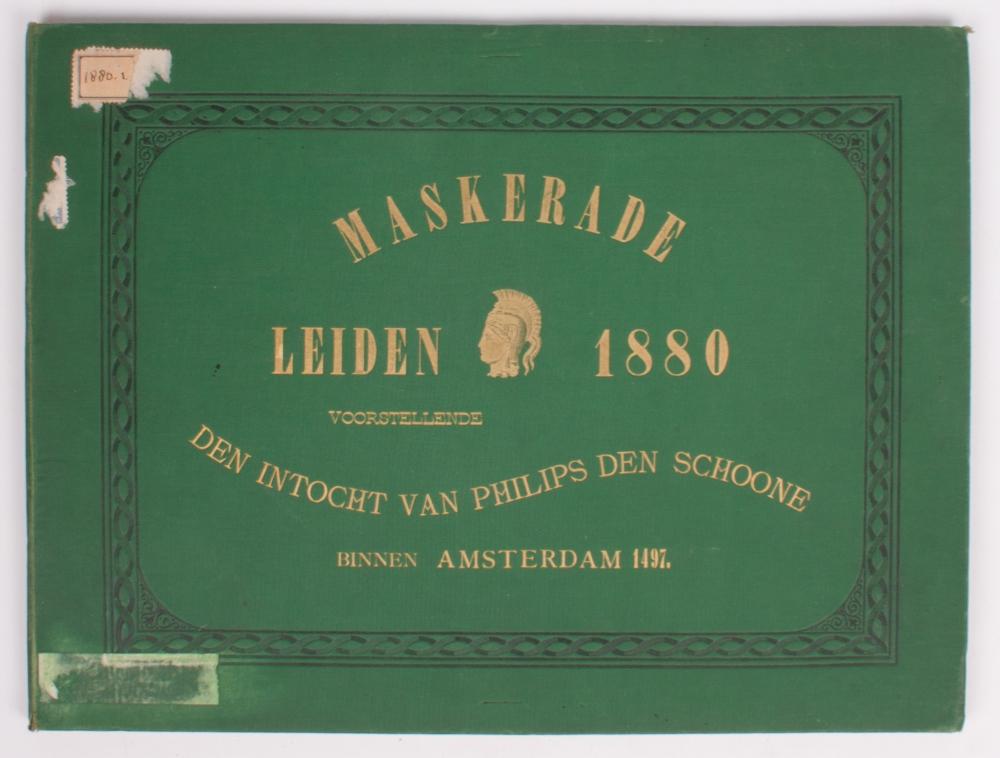 1880. 1.
MASKERADE
LEIDEN 1880
VOORSTELLENDE
DEN INTOCHT VAN PHILIPS DEN SCHOONE
BINNEN AMSTERDAM 1497.